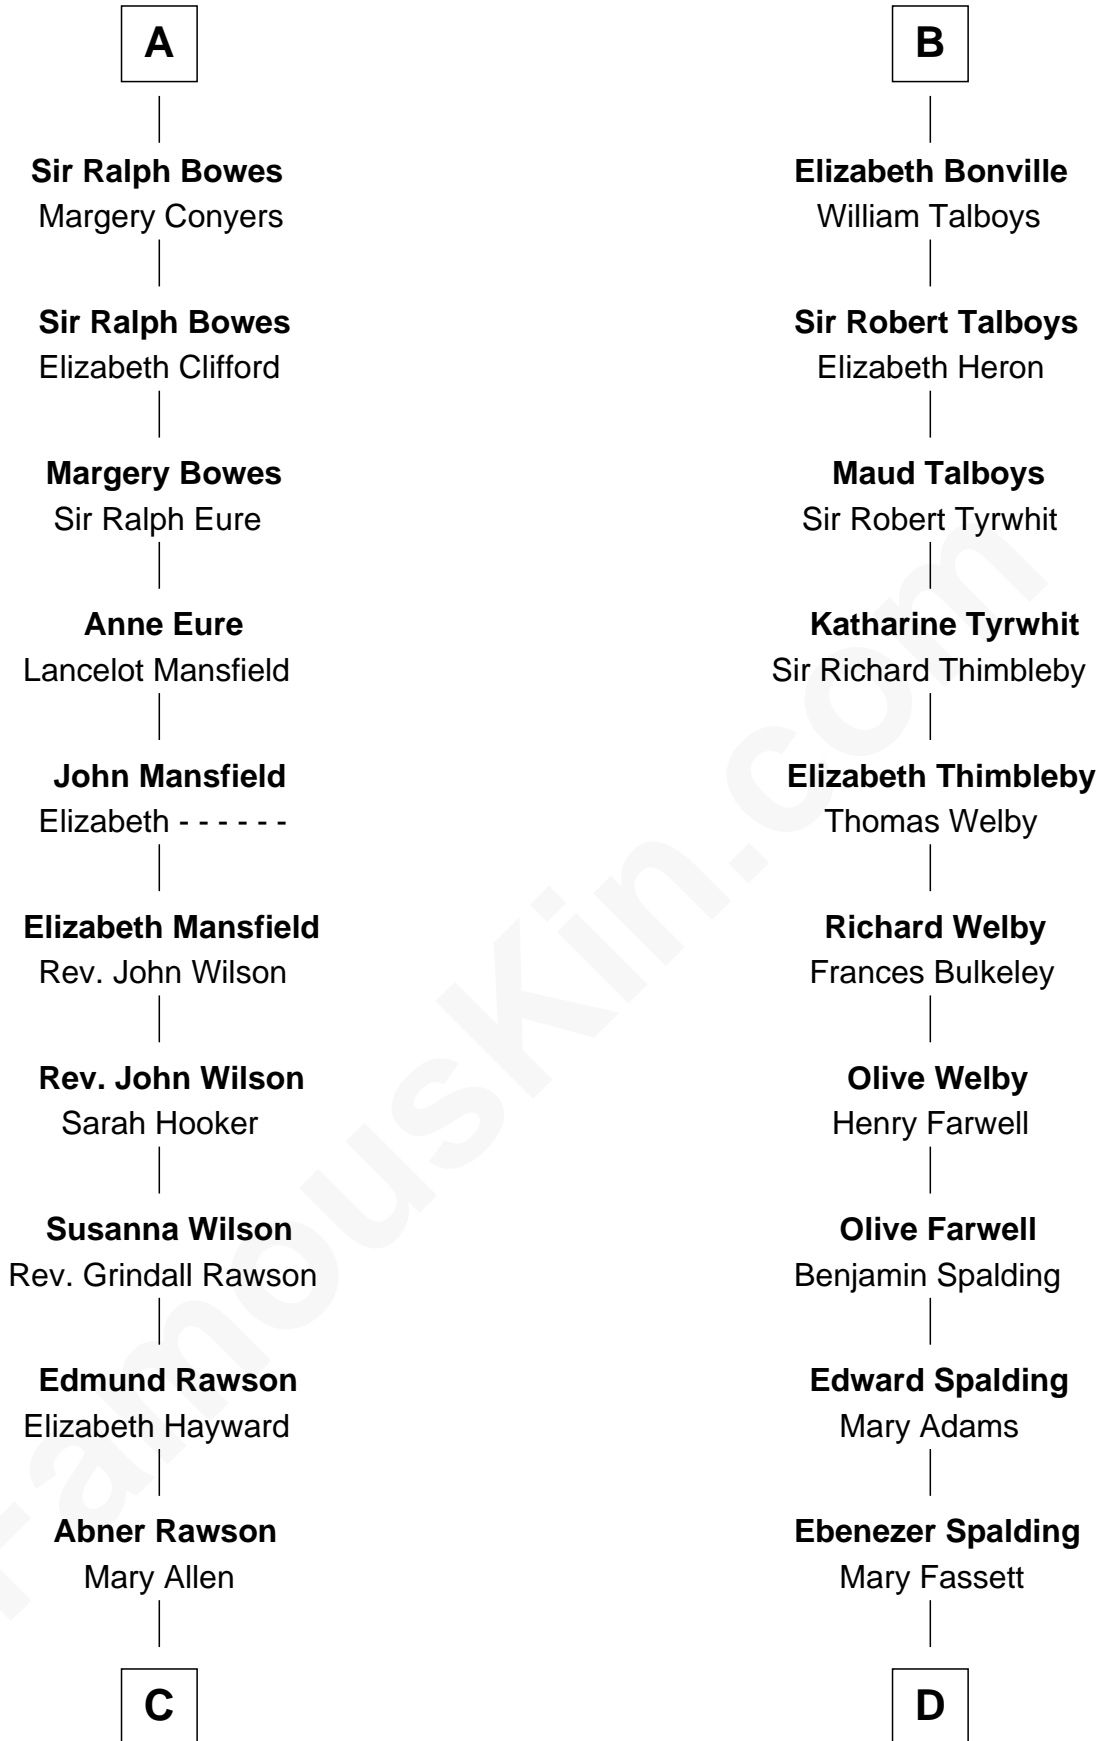 A
Sir Ralph Bowes
Margery Conyers
Sir Ralph Bowes
Elizabeth Clifford
Margery Bowes
Sir Ralph Eure
Anne Eure
Lancelot Mansfield
John Mansfield
Elizabeth - - - - - -
Elizabeth Mansfield
Rev. John Wilson
Rev. John Wilson
Sarah Hooker
Susanna Wilson
Rev. Grindall Rawson
Edmund Rawson
Elizabeth Hayward
Abner Rawson
Mary Allen
C
B
Elizabeth Bonville
William Talboys
Sir Robert Talboys
Elizabeth Heron
Maud Talboys
Sir Robert Tyrwhit
Katharine Tyrwhit
Sir Richard Thimbleby
Elizabeth Thimbleby
Thomas Welby
Richard Welby
Frances Bulkeley
Olive Welby
Henry Farwell
Olive Farwell
Benjamin Spalding
Edward Spalding
Mary Adams
Ebenezer Spalding
Mary Fassett
D
FamousKin.com